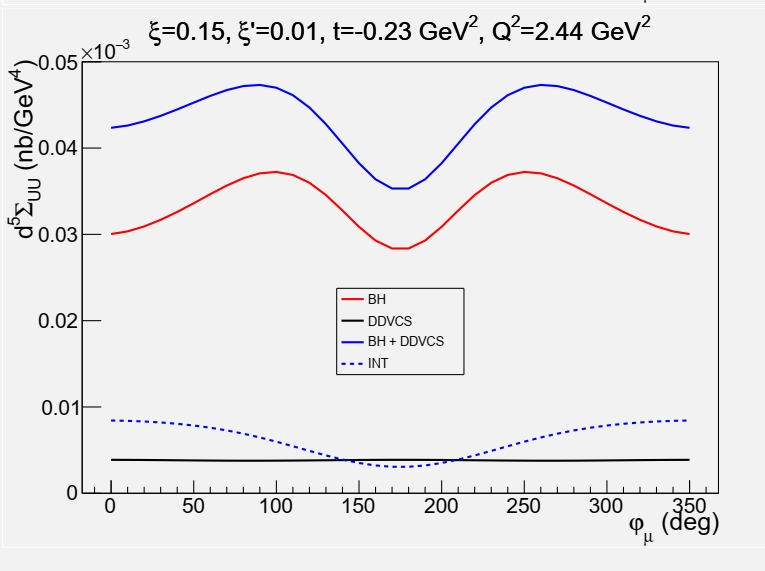 ξ=0.15, ξ'=0.01, t=-0.23 GeV², Q²=2.44 GeV²
×10⁻³
d⁵Σ_UU (nb/GeV⁴)
0.05
0.04
0.03
0.02
0.01
0
BH
DDVCS
BH + DDVCS
INT
0 50 100 150 200 250 300 350
φ_μ (deg)